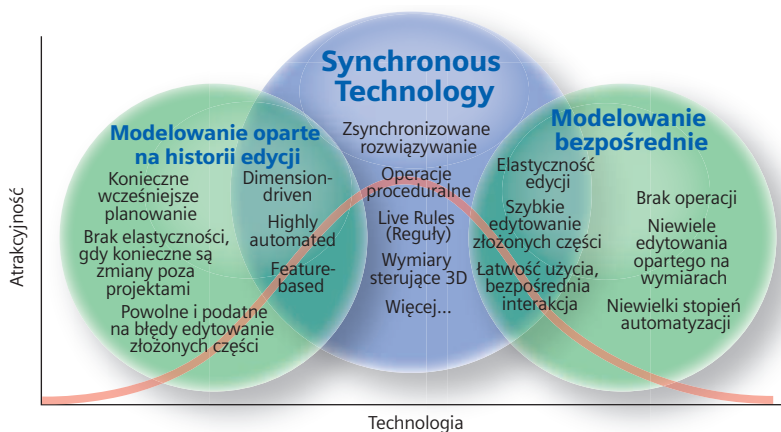 Synchronous
Technology
Modelowanie oparte
na historii edycji
Modelowanie
bezpośrednie
Konieczne
wcześniejsze
planowanie
Brak elastyczności,
gdy konieczne są
zmiany poza
projektami
Powolne i podatne
na błędy edytowanie
złożonych części
Dimension-
driven
Highly
automated
Feature-
based
Zsynchronizowane
rozwiązywanie
Operacje
proceduralne
Live Rules
(Reguły)
Wymiary
sterujące 3D
Więcej...
Elastyczność
edycji
Szybkie
edytowanie
złożonych części
Łatwość użycia,
bezpośrednia
interakcja
Brak operacji
Niewiele
edytowania
opartego na
wymiarach
Niewielki stopień
automatyzacji
Atrakcyjność
Technologia